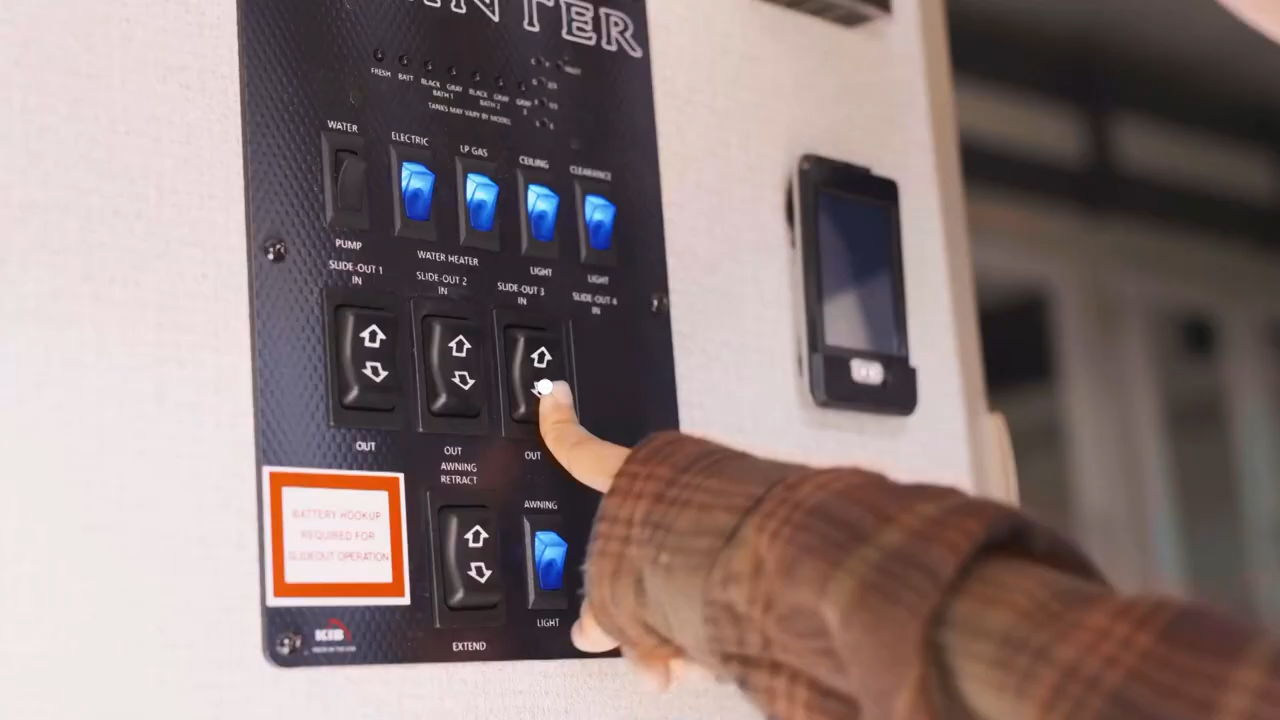 NTER
FRESH BATT BLACK GRAY BLACK GRAY GRAY
BATH 1 BATH 2
TANKS MAY VARY BY MODEL
WATER ELECTRIC LP GAS CEILING CLEARANCE
PUMP WATER HEATER LIGHT LIGHT
SLIDE-OUT 1 SLIDE-OUT 2 SLIDE-OUT 3 SLIDE-OUT 4
IN IN IN IN
OUT OUT OUT
AWNING
RETRACT
AWNING
BATTERY HOOKUP
REQUIRED FOR
SLIDEOUT OPERATION
LIGHT
EXTEND
KIB